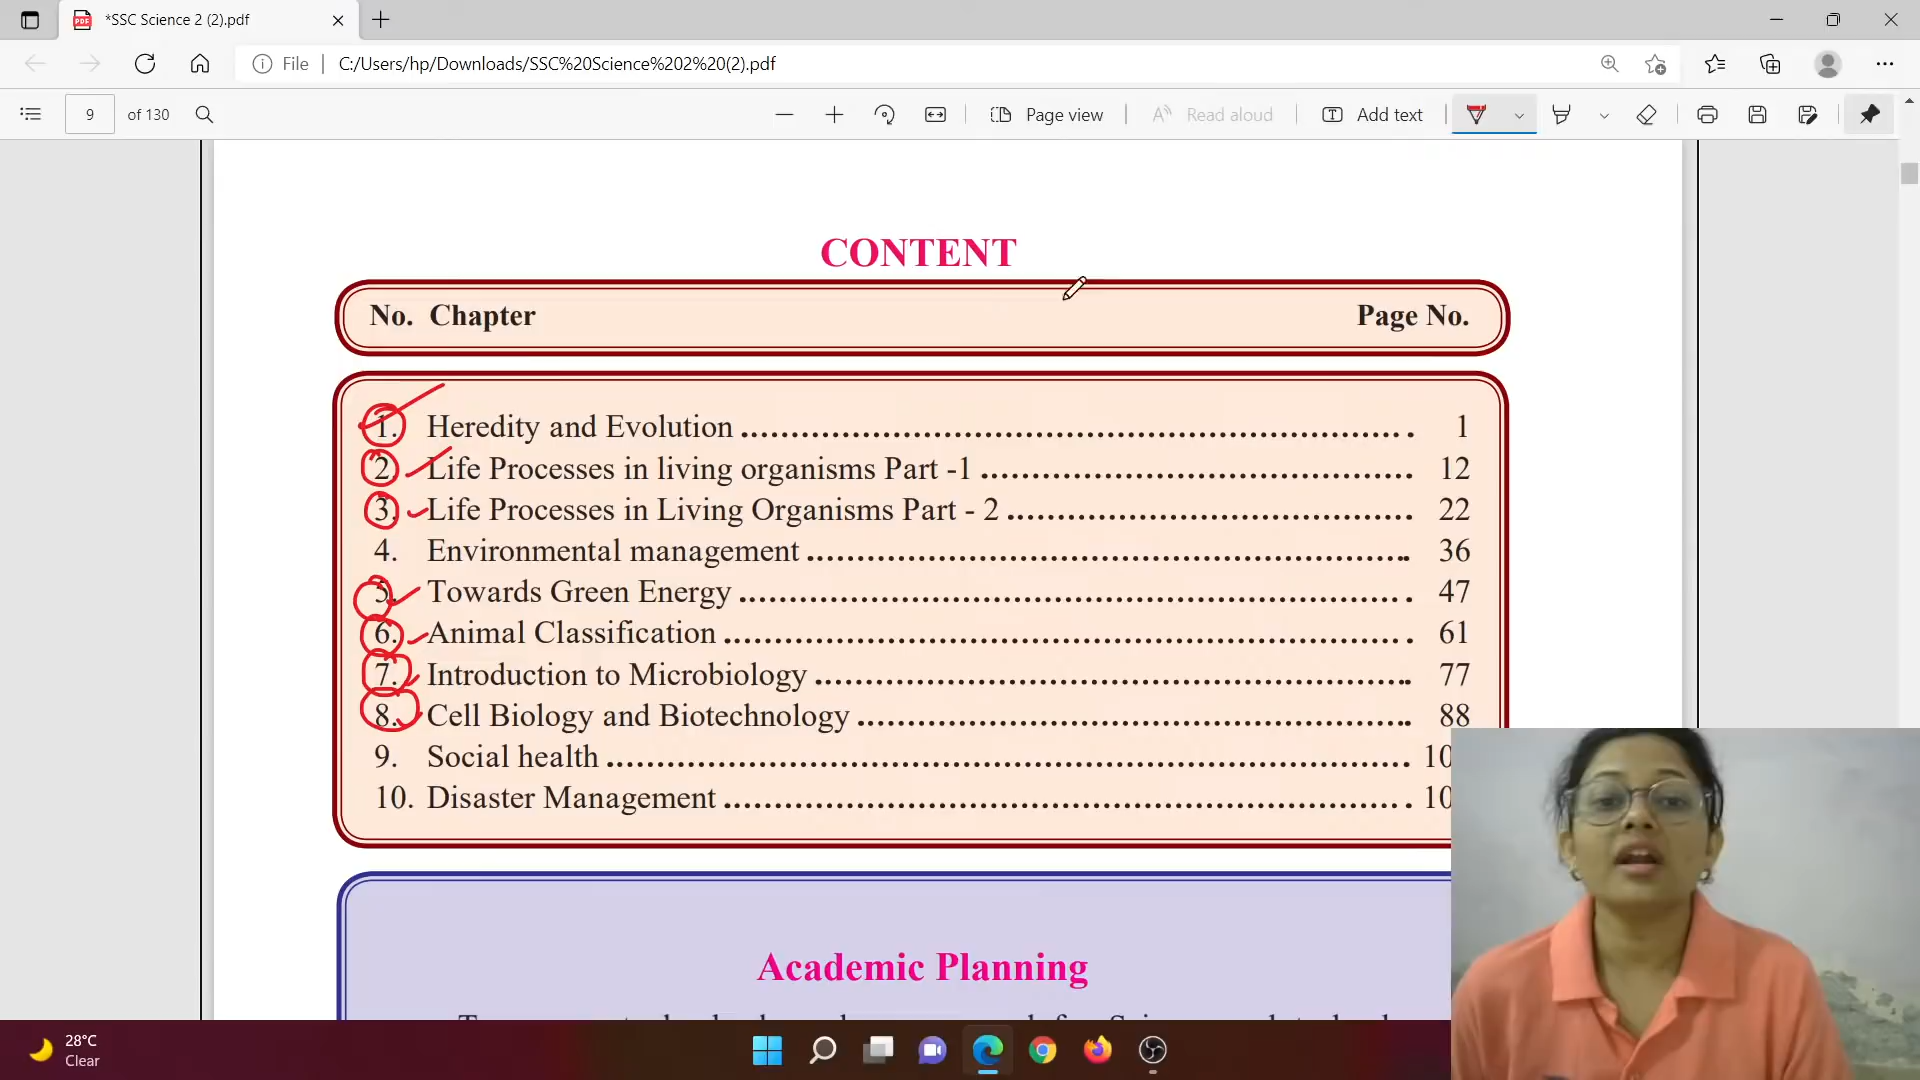 *SSC Science 2 (2).pdf
File C:/Users/hp/Downloads/SSC%20Science%202%20(2).pdf
9 of 130 Page view Read aloud Add text
CONTENT
No. Chapter Page No.
1. Heredity and Evolution 1
2. Life Processes in living organisms Part -1 12
3. Life Processes in Living Organisms Part - 2 22
4. Environmental management 36
5. Towards Green Energy 47
6. Animal Classification 61
7. Introduction to Microbiology 77
8. Cell Biology and Biotechnology 88
9. Social health 10
10. Disaster Management 10
Academic Planning
28°C
Clear